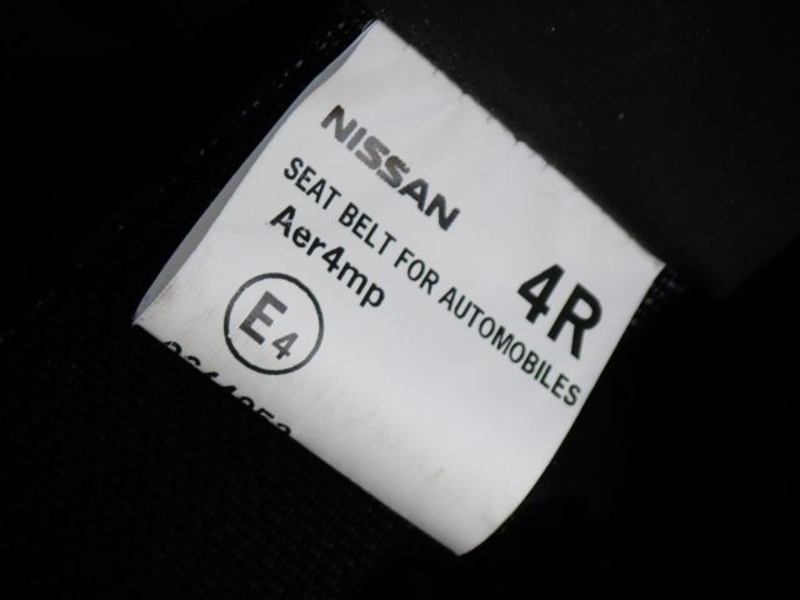 NISSAN
SEAT BELT FOR AUTOMOBILES
Aer4mp
4R
E4